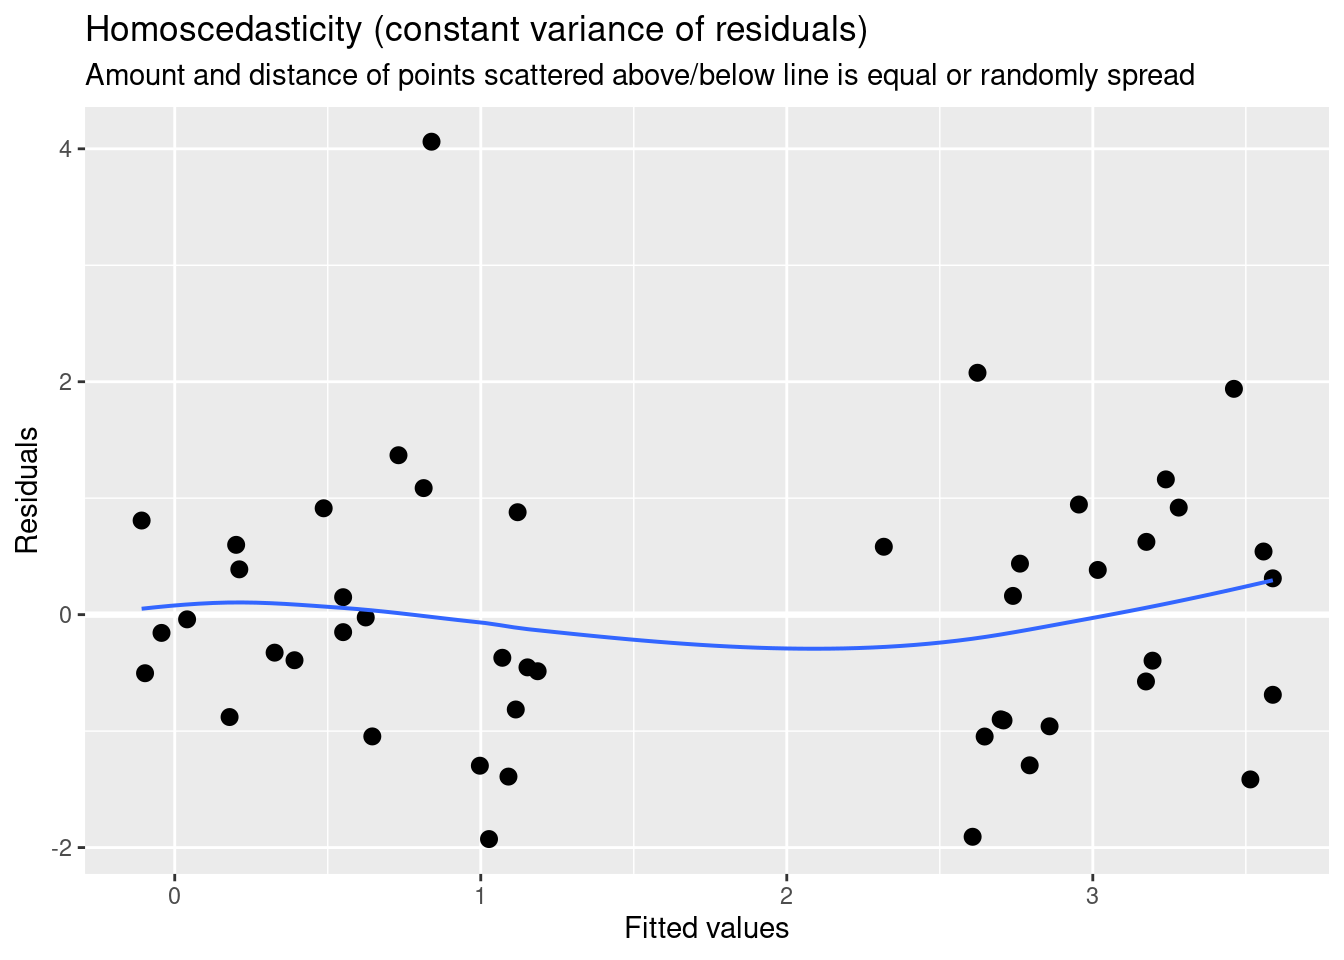 Homoscedasticity (constant variance of residuals)
Amount and distance of points scattered above/below line is equal or randomly spread
4
2
0
-2
Residuals
0 1 2 3
Fitted values